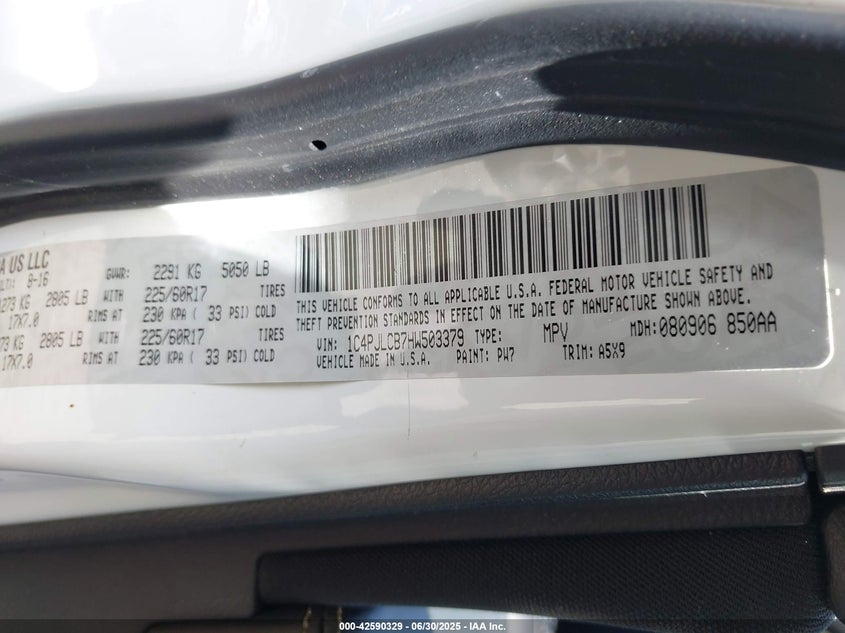 A US LLC
8-16
GVWR: 2291 KG 5050 LB
273 KG 2805 LB WITH 225/60R17 TIRES
17X7.0 RIMS AT 230 KPA ( 33 PSI) COLD
73 KG 2805 LB WITH 225/60R17 TIRES
17X7.0 RIMS AT 230 KPA ( 33 PSI) COLD
THIS VEHICLE CONFORMS TO ALL APPLICABLE U.S.A. FEDERAL MOTOR VEHICLE SAFETY AND
THEFT PREVENTION STANDARDS IN EFFECT ON THE DATE OF MANUFACTURE SHOWN ABOVE.
VIN: 1C4PJLCB7HW503379 TYPE: MPV MDH:080906 850AA
VEHICLE MADE IN U.S.A. PAINT: PW7 TRIM: A5X9
000-42590329 - 06/30/2025 - IAA Inc.